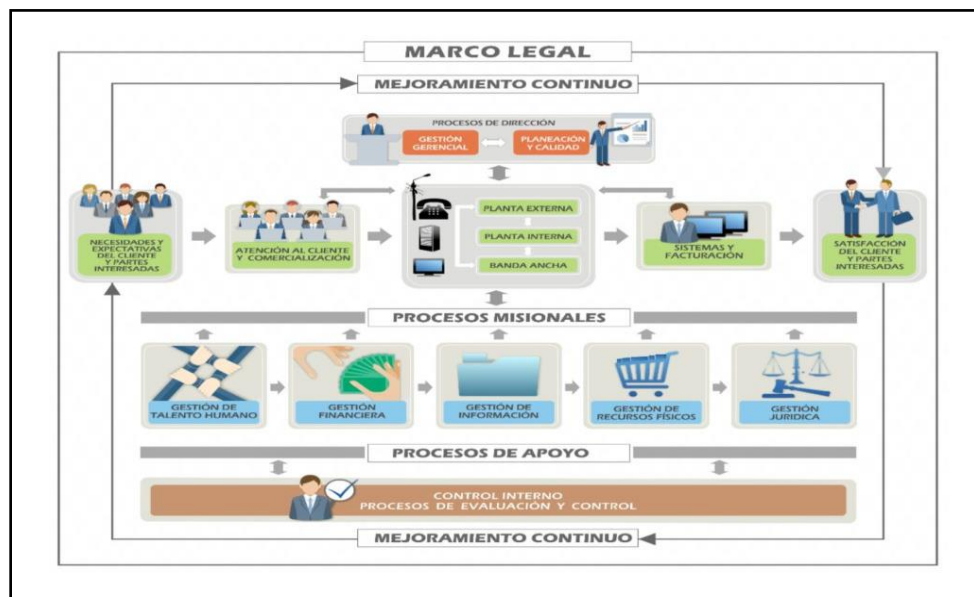 MARCO LEGAL
MEJORAMIENTO CONTINUO
PROCESOS DE DIRECCIÓN
GESTIÓN
GERENCIAL
PLANEACIÓN
Y CALIDAD
NECESIDADES Y
EXPECTATIVAS
DEL CLIENTE
Y PARTES
INTERESADAS
ATENCIÓN AL CLIENTE
Y COMERCIALIZACIÓN
PLANTA EXTERNA
PLANTA INTERNA
BANDA ANCHA
SISTEMAS Y
FACTURACIÓN
SATISFACCIÓN
DEL CLIENTE
Y PARTES
INTERESADAS
PROCESOS MISIONALES
GESTIÓN DE
TALENTO HUMANO
GESTIÓN
FINANCIERA
GESTIÓN DE
INFORMACIÓN
GESTIÓN DE
RECURSOS FÍSICOS
GESTIÓN
JURIDICA
PROCESOS DE APOYO
CONTROL INTERNO
PROCESOS DE EVALUACIÓN Y CONTROL
MEJORAMIENTO CONTINUO